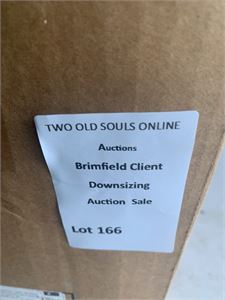 TWO OLD SOULS ONLINE
Auctions
Brimfield Client
Downsizing
Auction Sale
Lot 166